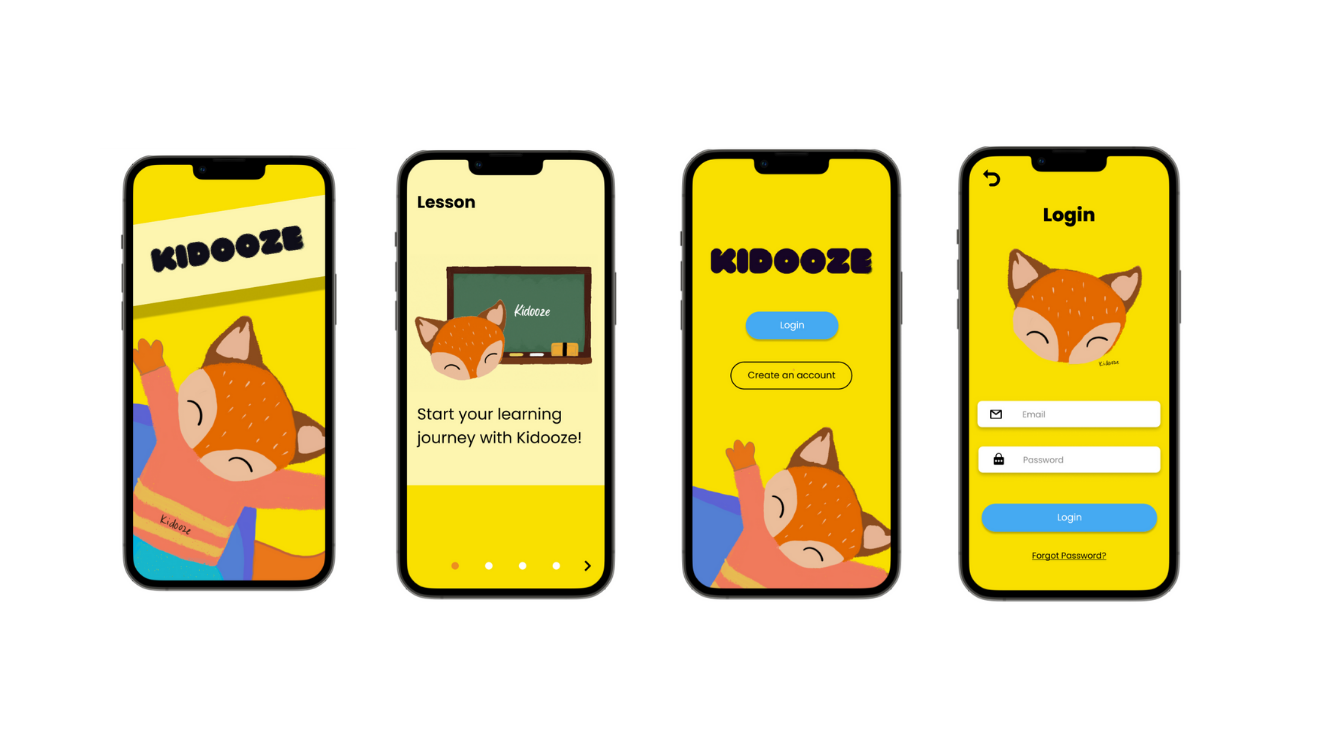 KIDOOZE
Kidooze
Lesson
Kidooze
Start your learning
journey with Kidooze!
KIDOOZE
Login
Create an account
Login
Kidooze
Email
Password
Login
Forgot Password?